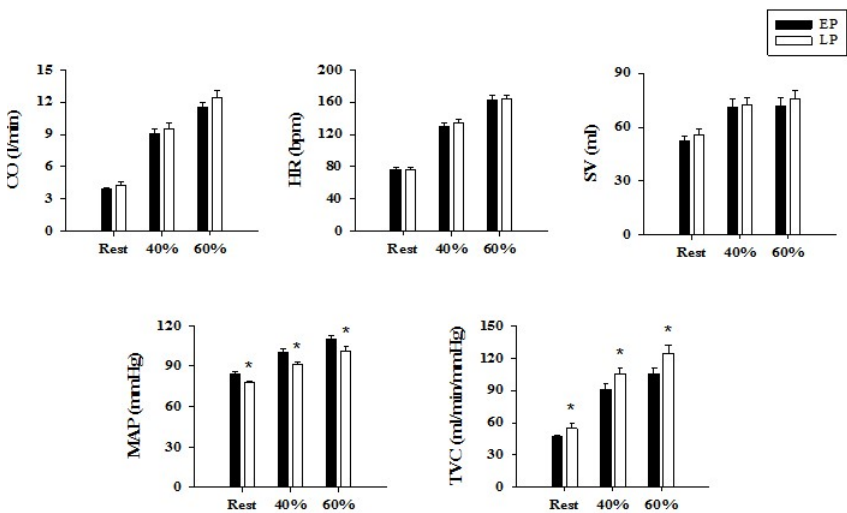 EP
LP
CO (l/min)
15
12
9
6
3
0
Rest 40% 60%
HR (bpm)
200
160
120
80
40
0
Rest 40% 60%
SV (ml)
90
60
30
0
Rest 40% 60%
MAP (mmHg)
120
90
60
30
0
* * *
Rest 40% 60%
TVC (ml/min/mmHg)
150
120
90
60
30
0
* * *
Rest 40% 60%